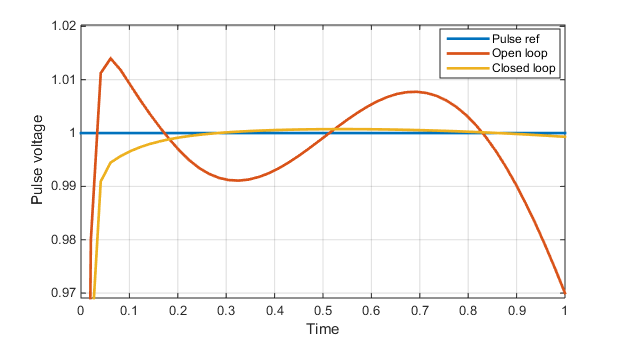 1.02
1.01
1
0.99
0.98
0.97
Pulse voltage
Pulse ref
Open loop
Closed loop
0 0.1 0.2 0.3 0.4 0.5 0.6 0.7 0.8 0.9 1
Time